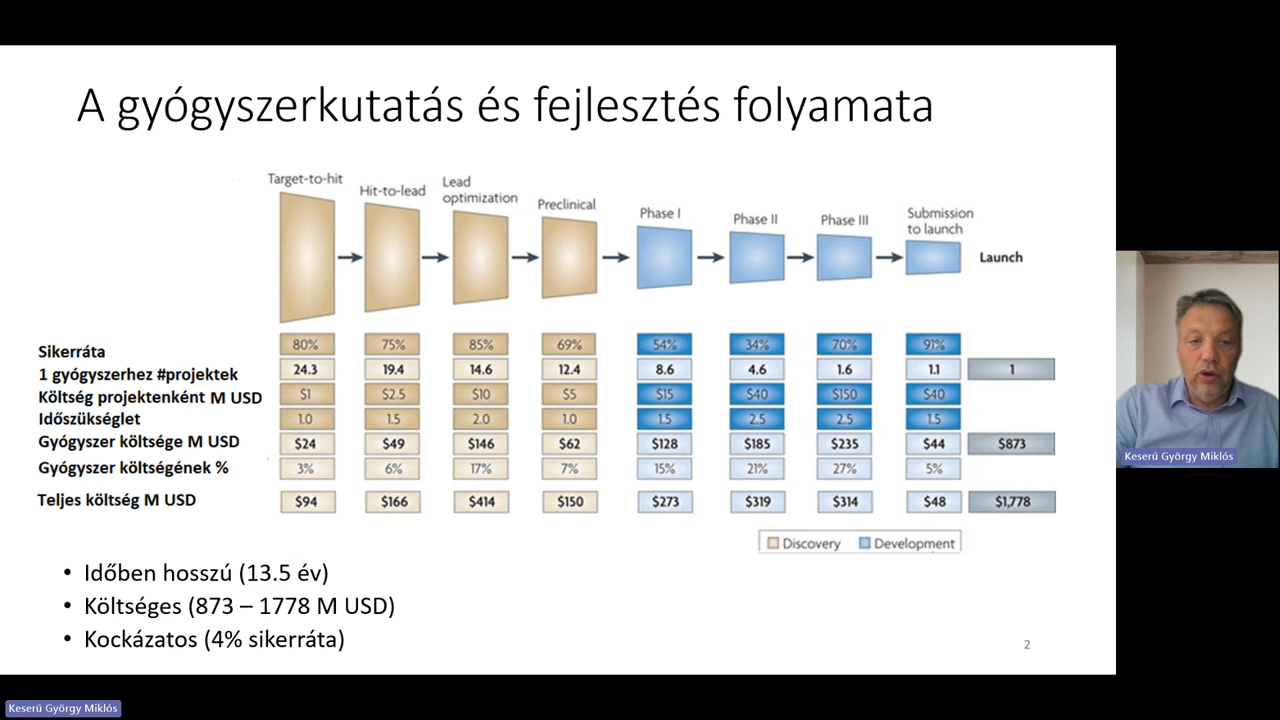 A gyógyszerkutatás és fejlesztés folyamata
Target-to-hit
Hit-to-lead
Lead
optimization
Preclinical
Phase I
Phase II
Phase III
Submission
to launch
Launch
Sikerráta 80% 75% 85% 69% 54% 34% 70% 91%
1 gyógyszerhez #projektek 24.3 19.4 14.6 12.4 8.6 4.6 1.6 1.1 1
Költség projektenként M USD $1 $2.5 $10 $5 $15 $40 $150 $40
Időszükséglet 1.0 1.5 2.0 1.0 1.5 2.5 2.5 1.5
Gyógyszer költsége M USD $24 $49 $146 $62 $128 $185 $235 $44 $873
Gyógyszer költségének % 3% 6% 17% 7% 15% 21% 27% 5%
Teljes költség M USD $94 $166 $414 $150 $273 $319 $314 $48 $1,778
Discovery Development
• Időben hosszú (13.5 év)
• Költséges (873 – 1778 M USD)
• Kockázatos (4% sikerráta)
2
Keserű György Miklós
Keserű György Miklós